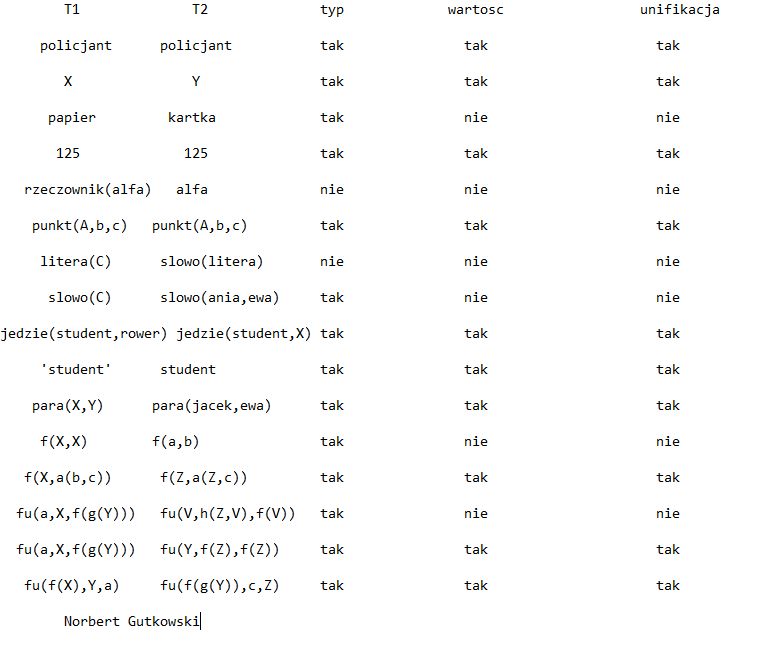 T1 T2 typ wartosc unifikacja
policjant policjant tak tak tak
X Y tak tak tak
papier kartka tak nie nie
125 125 tak tak tak
rzeczownik(alfa) alfa nie nie nie
punkt(A,b,c) punkt(A,b,c) tak tak tak
litera(C) slowo(litera) nie nie nie
slowo(C) slowo(ania,ewa) tak nie nie
jedzie(student,rower) jedzie(student,X) tak tak tak
'student' student tak tak tak
para(X,Y) para(jacek,ewa) tak tak tak
f(X,X) f(a,b) tak nie nie
f(X,a(b,c)) f(Z,a(Z,c)) tak tak tak
fu(a,X,f(g(Y))) fu(V,h(Z,V),f(V)) tak nie nie
fu(a,X,f(g(Y))) fu(Y,f(Z),f(Z)) tak tak tak
fu(f(X),Y,a) fu(f(g(Y)),c,Z) tak tak tak
Norbert Gutkowski